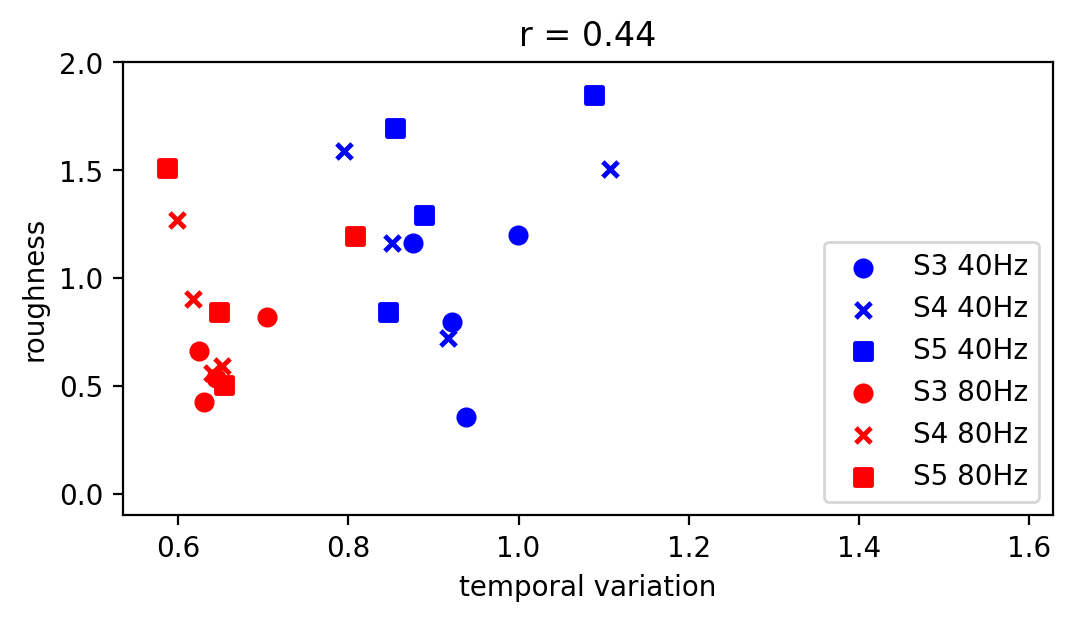 r = 0.44
2.0
1.5
1.0
0.5
0.0
roughness
S3 40Hz
S4 40Hz
S5 40Hz
S3 80Hz
S4 80Hz
S5 80Hz
0.6 0.8 1.0 1.2 1.4 1.6
temporal variation